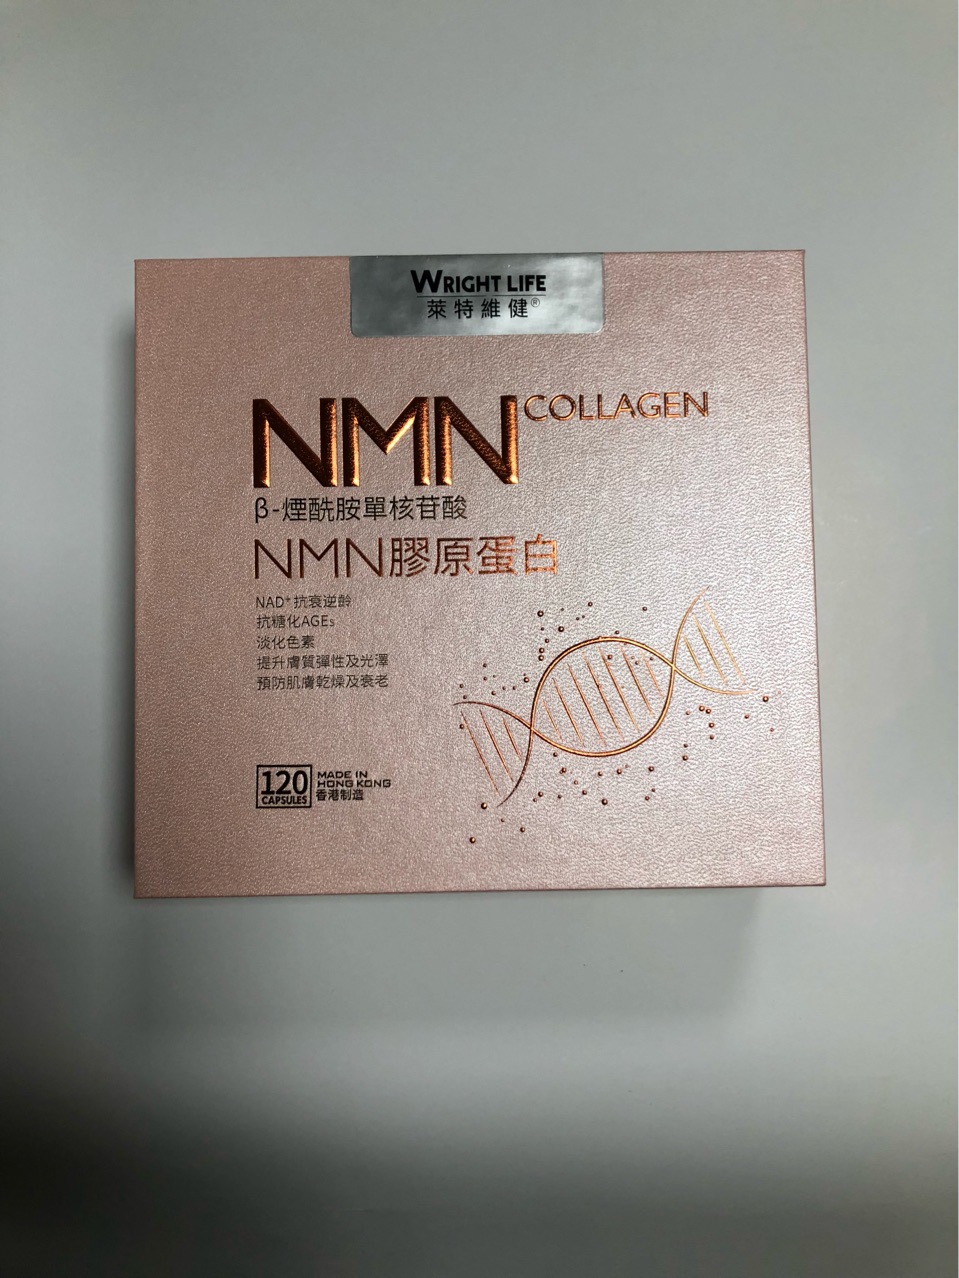 WRIGHT LIFE
萊特維健®
NMN COLLAGEN
β-煙酰胺單核苷酸
NMN膠原蛋白
NAD⁺抗衰逆齡
抗糖化AGEs
淡化色素
提升膚質彈性及光澤
預防肌膚乾燥及衰老
120
CAPSULES
MADE IN
HONG KONG
香港制造